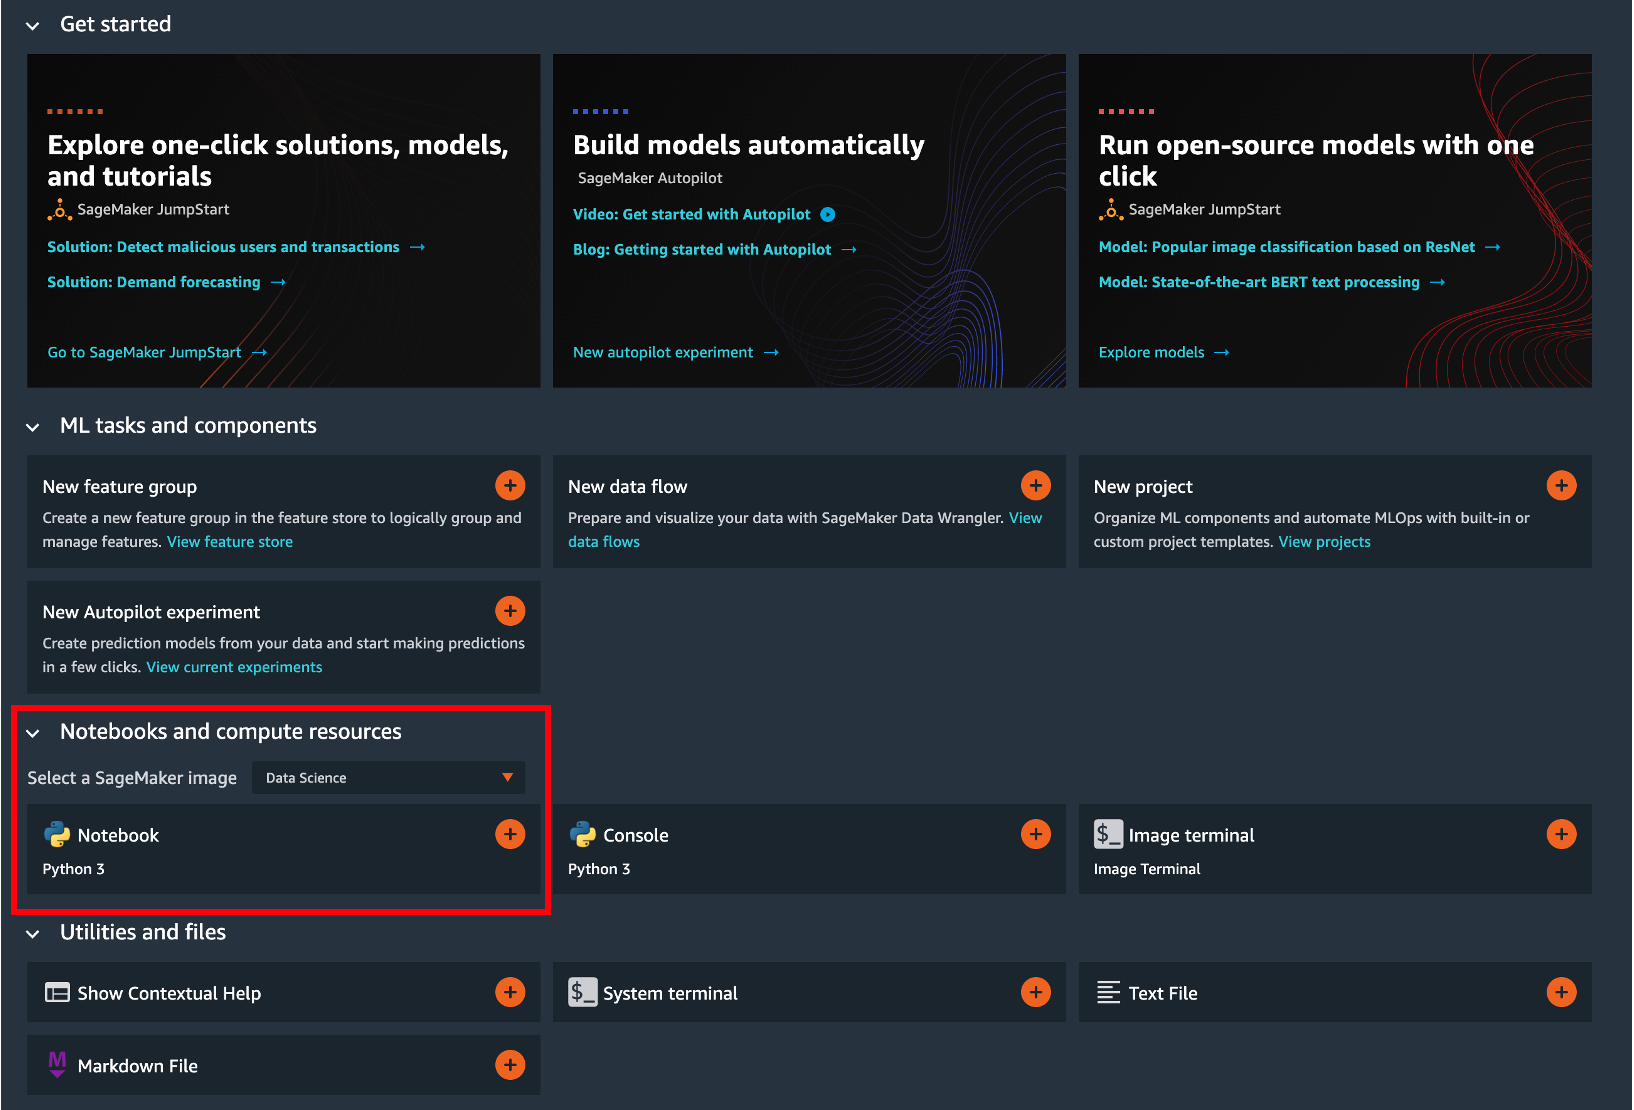 Get started
Explore one-click solutions, models,
and tutorials
SageMaker JumpStart
Solution: Detect malicious users and transactions →
Solution: Demand forecasting →
Go to SageMaker JumpStart →
Build models automatically
SageMaker Autopilot
Video: Get started with Autopilot
Blog: Getting started with Autopilot →
New autopilot experiment →
Run open-source models with one
click
SageMaker JumpStart
Model: Popular image classification based on ResNet →
Model: State-of-the-art BERT text processing →
Explore models →
ML tasks and components
New feature group
Create a new feature group in the feature store to logically group and
manage features. View feature store
New data flow
Prepare and visualize your data with SageMaker Data Wrangler. View
data flows
New project
Organize ML components and automate MLOps with built-in or
custom project templates. View projects
New Autopilot experiment
Create prediction models from your data and start making predictions
in a few clicks. View current experiments
Notebooks and compute resources
Select a SageMaker image Data Science
Notebook
Python 3
Console
Python 3
$_ Image terminal
Image Terminal
Utilities and files
Show Contextual Help
$_ System terminal
Text File
M Markdown File